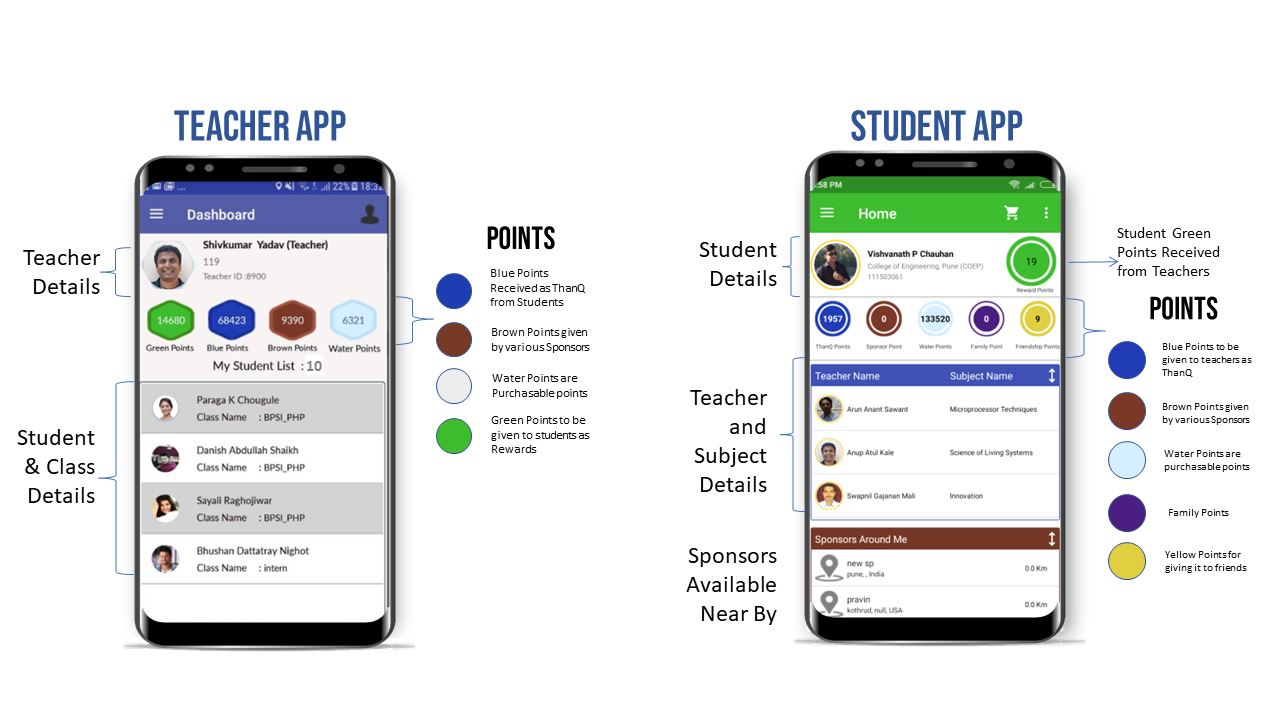 TEACHER APP
... 22% 18:32
Dashboard
Shivkumar Yadav (Teacher)
119
Teacher ID :8900
14680 68423 9390 6321
Green Points Blue Points Brown Points Water Points
My Student List : 10
Paraga K Chougule
Class Name : BPSI_PHP
Danish Abdullah Shaikh
Class Name : BPSI_PHP
Sayali Raghojiwar
Class Name : BPSI_PHP
Bhushan Dattatray Nighot
Class Name : intern
Teacher
Details
Student
& Class
Details
POINTS
Blue Points
Received as ThanQ
from Students
Brown Points given
by various Sponsors
Water Points are
Purchasable points
Green Points to be
given to students as
Rewards
STUDENT APP
:58 PM
Home
Vishvanath P Chauhan
College of Engineering, Pune (COEP)
111503061
19
Reward Points
1957 0 133520 0 9
ThanQ Points Sponsor Point Water Points Family Point Friendship Points
Teacher Name Subject Name
Arun Anant Sawant Microprocessor Techniques
Anup Atul Kale Science of Living Systems
Swapnil Gajanan Mali Innovation
Sponsors Around Me
new sp
pune, , India 0.0 Km
pravin
kothrud, null, USA 0.0 Km
Student
Details
Teacher
and
Subject
Details
Sponsors
Available
Near By
Student Green
Points Received
from Teachers
POINTS
Blue Points to be
given to teachers as
ThanQ
Brown Points given
by various Sponsors
Water Points are
purchasable points
Family Points
Yellow Points for
giving it to friends